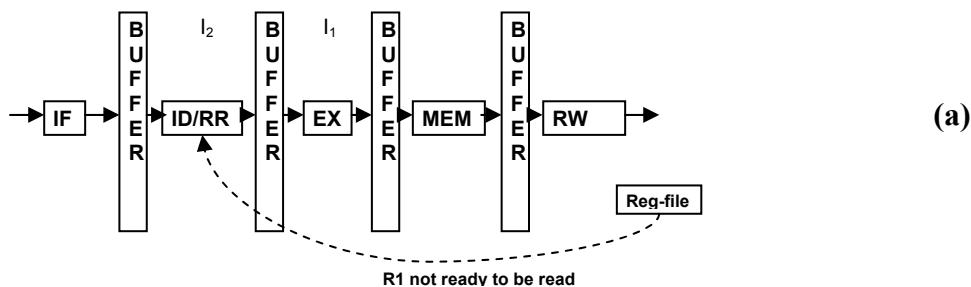 I₂ I₁
BUFFER BUFFER BUFFER BUFFER
IF ID/RR EX MEM RW
(a)
Reg-file
R1 not ready to be read